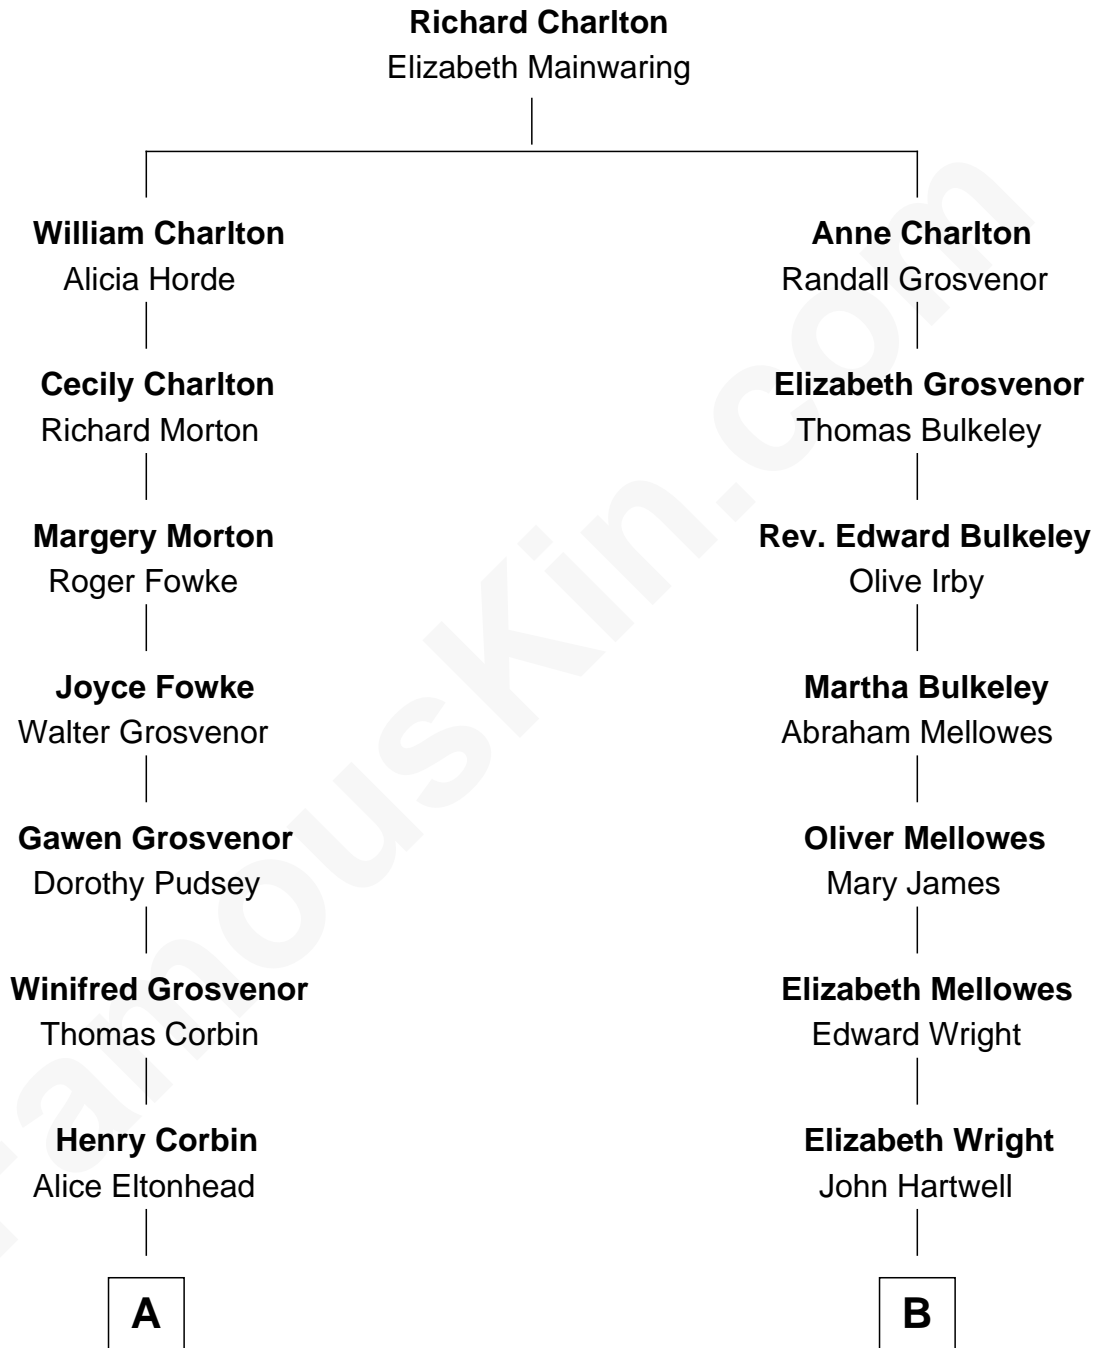 Richard Charlton
Elizabeth Mainwaring
William Charlton
Alicia Horde
Anne Charlton
Randall Grosvenor
Cecily Charlton
Richard Morton
Elizabeth Grosvenor
Thomas Bulkeley
Margery Morton
Roger Fowke
Rev. Edward Bulkeley
Olive Irby
Joyce Fowke
Walter Grosvenor
Martha Bulkeley
Abraham Mellowes
Gawen Grosvenor
Dorothy Pudsey
Oliver Mellowes
Mary James
Winifred Grosvenor
Thomas Corbin
Elizabeth Mellowes
Edward Wright
Henry Corbin
Alice Eltonhead
Elizabeth Wright
John Hartwell
A
B
FamousKin.com